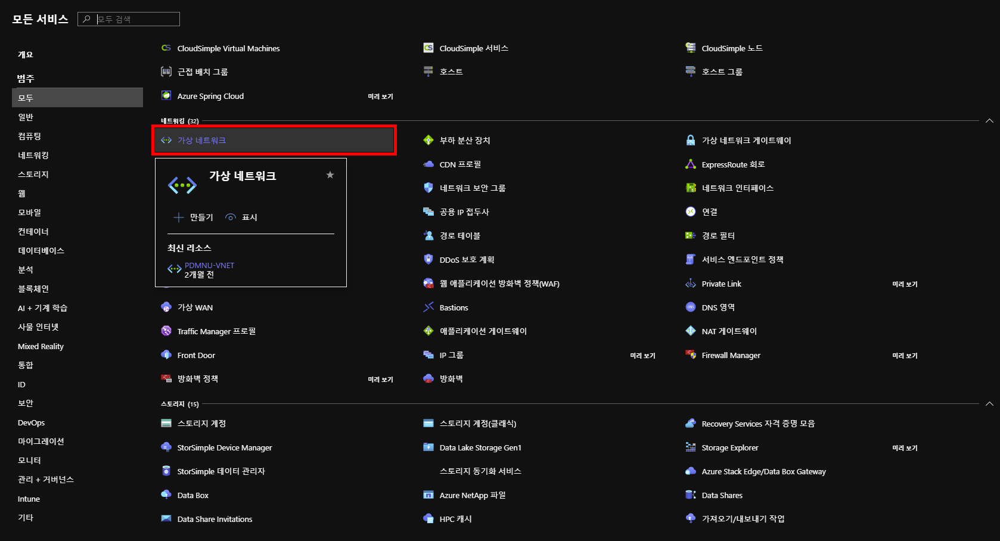 모든 서비스
모두 검색
개요
범주
모두
일반
컴퓨팅
네트워킹
스토리지
웹
모바일
컨테이너
데이터베이스
분석
블록체인
AI + 기계 학습
사물 인터넷
Mixed Reality
통합
ID
보안
DevOps
마이그레이션
모니터
관리 + 거버넌스
Intune
기타
CloudSimple Virtual Machines
CloudSimple 서비스
CloudSimple 노드
근접 배치 그룹
호스트
호스트 그룹
Azure Spring Cloud
미리 보기
네트워킹 (32)
가상 네트워크
부하 분산 장치
가상 네트워크 게이트웨이
가상 네트워크
만들기
표시
최신 리소스
PDMNU-VNET
2개월 전
CDN 프로필
ExpressRoute 회로
네트워크 보안 그룹
네트워크 인터페이스
공용 IP 접두사
연결
경로 테이블
경로 필터
DDoS 보호 계획
서비스 엔드포인트 정책
웹 애플리케이션 방화벽 정책(WAF)
Private Link
미리 보기
가상 WAN
Bastions
DNS 영역
Traffic Manager 프로필
애플리케이션 게이트웨이
NAT 게이트웨이
Front Door
IP 그룹
미리 보기
Firewall Manager
미리 보기
방화벽 정책
미리 보기
방화벽
스토리지 (15)
스토리지 계정
스토리지 계정(클래식)
Recovery Services 자격 증명 모음
StorSimple Device Manager
Data Lake Storage Gen1
Storage Explorer
미리 보기
StorSimple 데이터 관리자
스토리지 동기화 서비스
Azure Stack Edge/Data Box Gateway
Data Box
Azure NetApp 파일
Data Shares
Data Share Invitations
HPC 캐시
가져오기/내보내기 작업